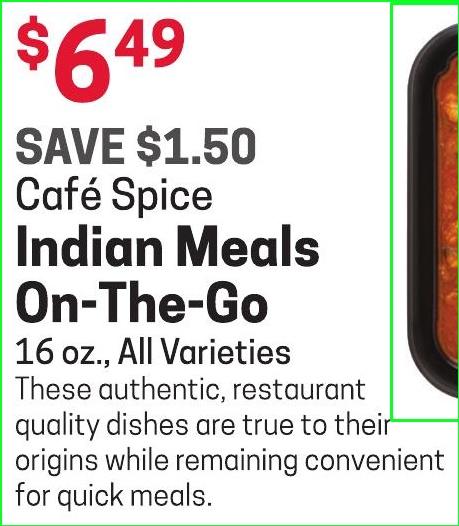 $6.49
SAVE $1.50
Café Spice
Indian Meals
On-The-Go
16 oz., All Varieties
These authentic, restaurant
quality dishes are true to their
origins while remaining convenient
for quick meals.